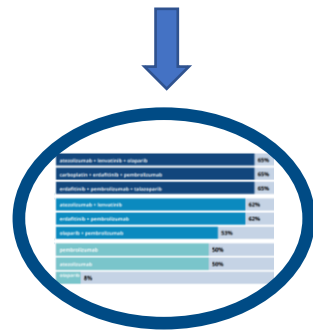 atezolizumab + lenvatinib + olaparib 65%
carboplatin + erdafitinib + pembrolizumab 65%
erdafitinib + pembrolizumab + talazoparib 65%
atezolizumab + lenvatinib 62%
erdafitinib + pembrolizumab 62%
olaparib + pembrolizumab 53%
pembrolizumab 50%
atezolizumab 50%
olaparib 8%